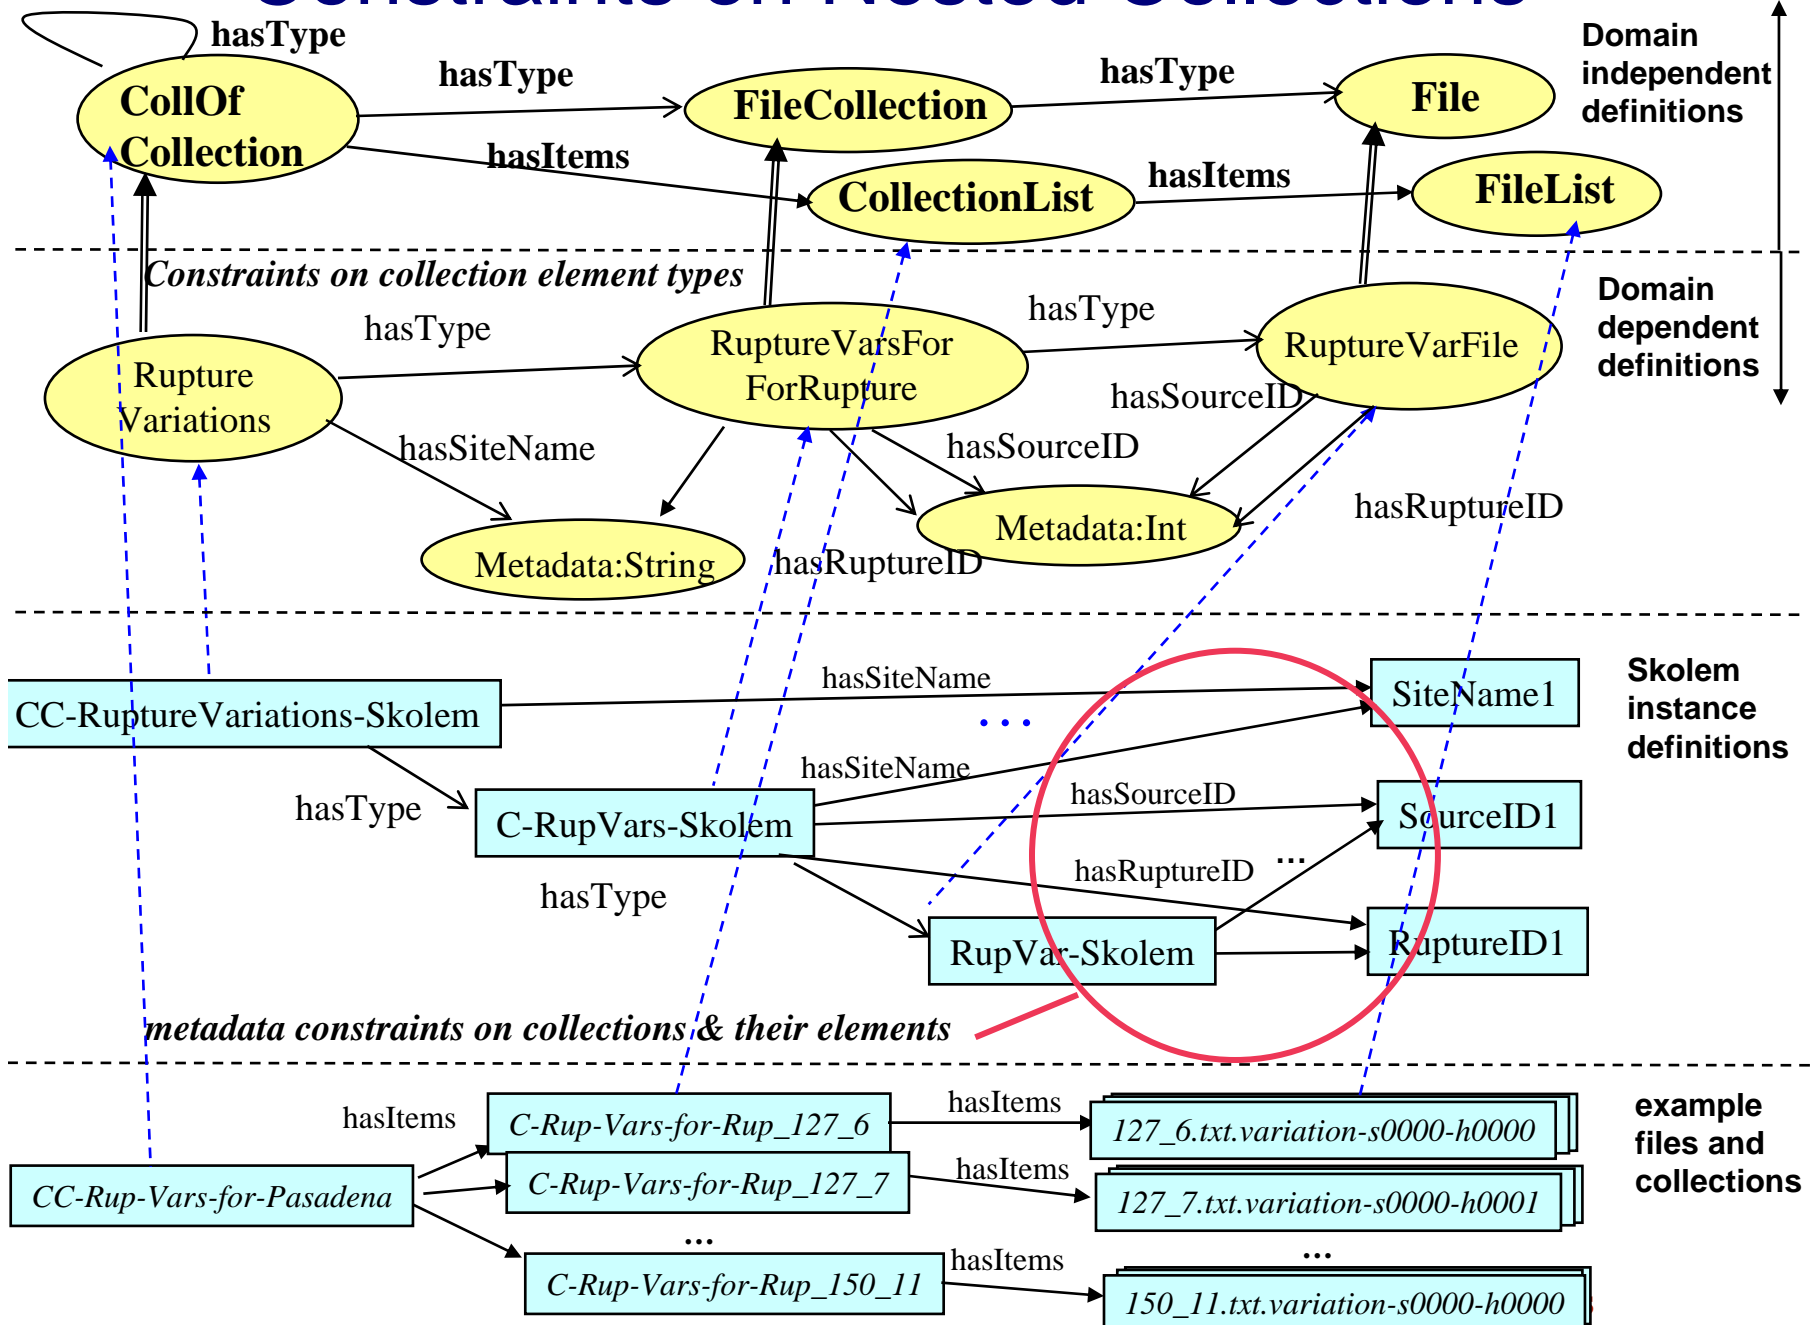 Constraints on Nested Collections
hasType
hasType
hasType
CollOf
Collection
FileCollection
File
hasItems
CollectionList
hasItems
FileList
Domain
independent
definitions
Constraints on collection element types
Domain
dependent
definitions
hasType
hasType
Rupture
Variations
RuptureVarsFor
ForRupture
RuptureVarFile
hasSourceID
hasSiteName
hasSourceID
hasRuptureID
Metadata:String
hasRuptureID
Metadata:Int
Skolem
instance
definitions
hasSiteName
CC-RuptureVariations-Skolem
...
SiteName1
hasSiteName
hasType
C-RupVars-Skolem
hasSourceID
SourceID1
...
hasRuptureID
hasType
RupVar-Skolem
RuptureID1
metadata constraints on collections & their elements
example
files and
collections
hasItems
C-Rup-Vars-for-Rup_127_6
hasItems
127_6.txt.variation-s0000-h0000
CC-Rup-Vars-for-Pasadena
C-Rup-Vars-for-Rup_127_7
hasItems
127_7.txt.variation-s0000-h0001
...
...
C-Rup-Vars-for-Rup_150_11
hasItems
150_11.txt.variation-s0000-h0000